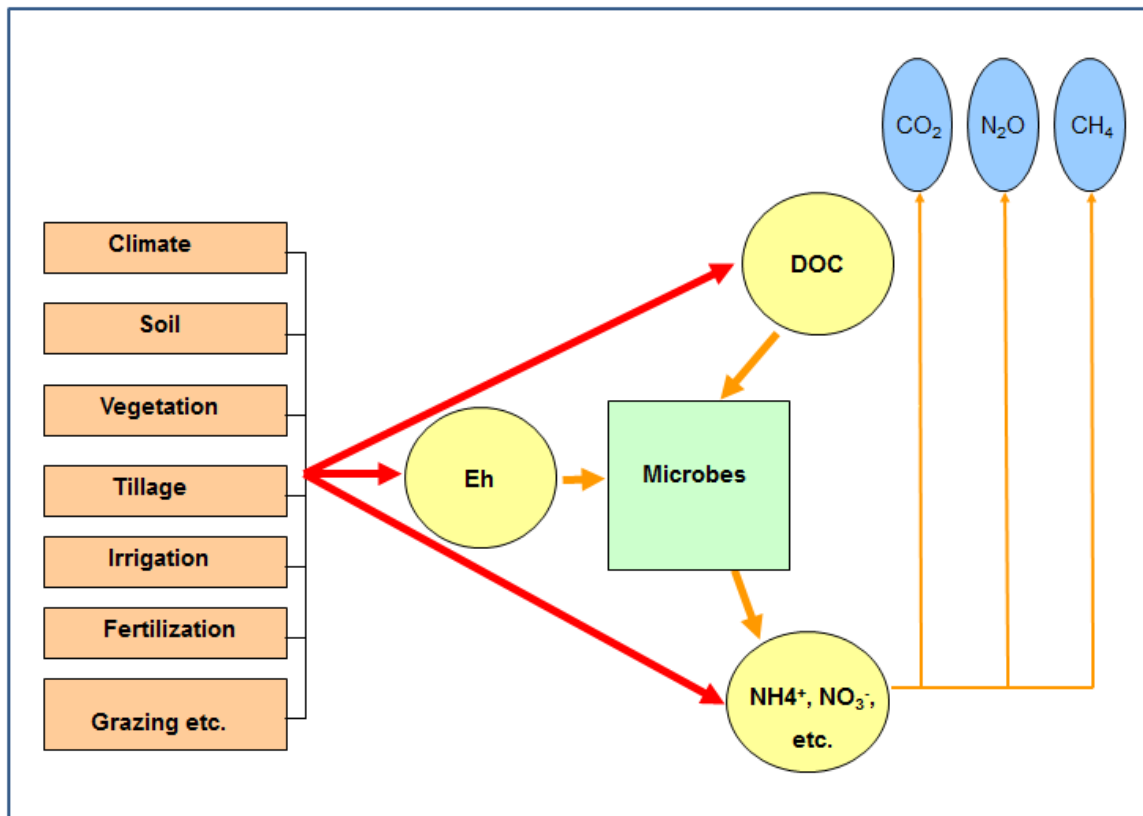 CO₂
N₂O
CH₄
Climate
DOC
Soil
Vegetation
Eh
Microbes
Tillage
Irrigation
Fertilization
Grazing etc.
NH4⁺, NO₃⁻,
etc.